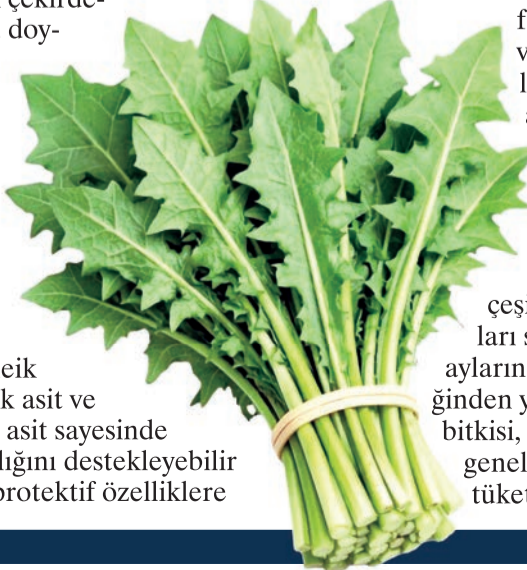 çekirde-
doy-
eik
k asit ve
asit sayesinde
lığını destekleyebilir
protektif özelliklere
f
v
l
çeşi
ları s
ayların
ğinden y
bitkisi,
genel
tüket